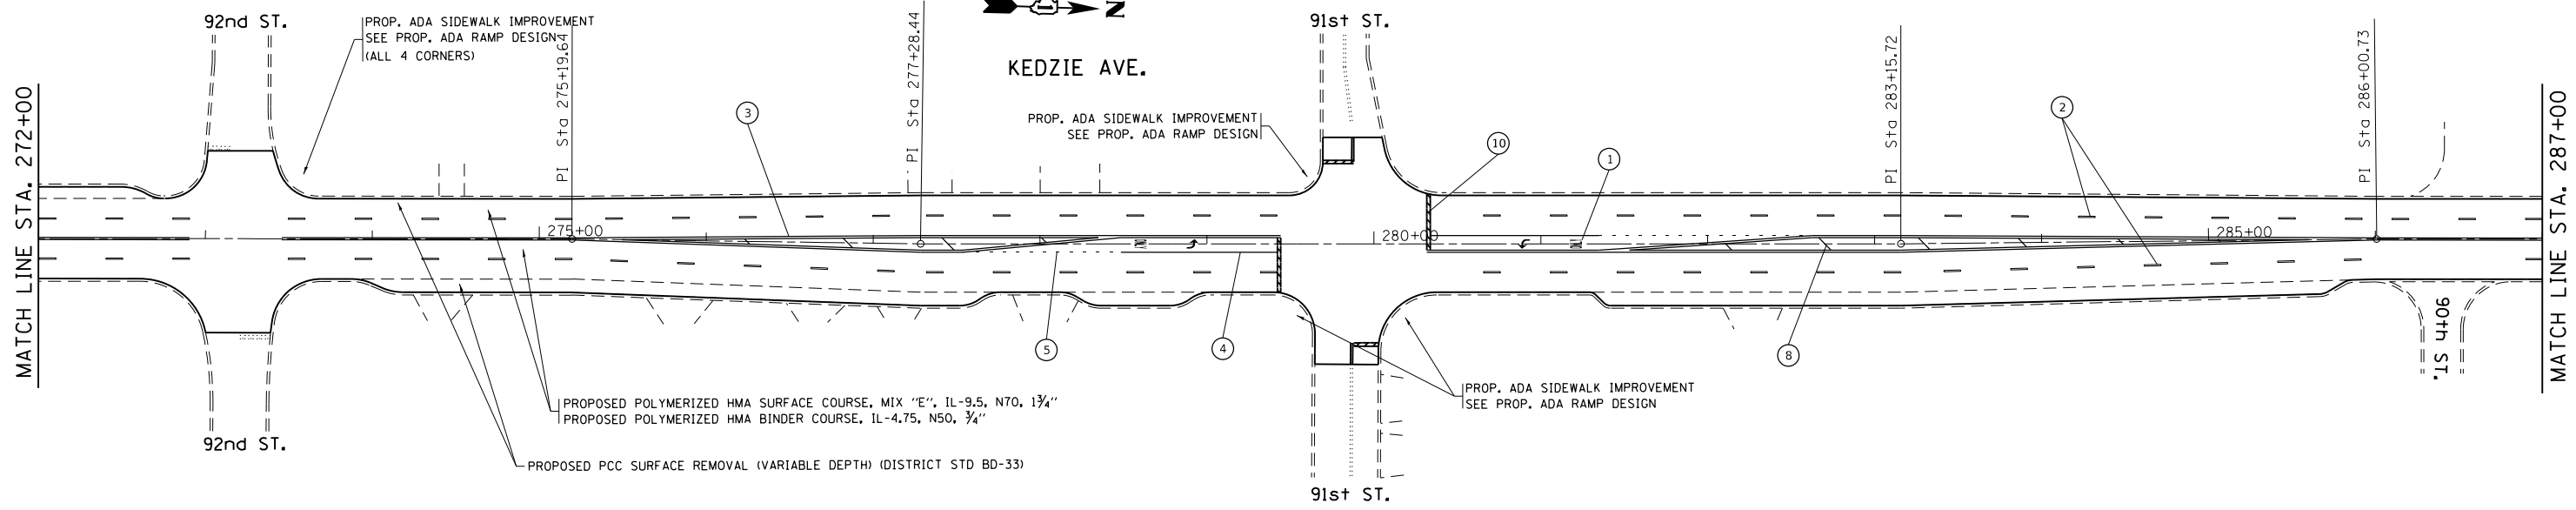 92nd ST.
PROP. ADA SIDEWALK IMPROVEMENT
SEE PROP. ADA RAMP DESIGN
(ALL 4 CORNERS)
PI Sta 275+19.64
3
PI Sta 277+28.44
N
KEDZIE AVE.
91st ST.
PROP. ADA SIDEWALK IMPROVEMENT
SEE PROP. ADA RAMP DESIGN
10
1
PI Sta 283+15.72
2
PI Sta 286+00.73
MATCH LINE STA. 272+00
MATCH LINE STA. 287+00
275+00
280+00
285+00
5
4
8
90th ST.
PROPOSED POLYMERIZED HMA SURFACE COURSE, MIX "E", IL-9.5, N70, 1¾"
PROPOSED POLYMERIZED HMA BINDER COURSE, IL-4.75, N50, ¾"
PROP. ADA SIDEWALK IMPROVEMENT
SEE PROP. ADA RAMP DESIGN
92nd ST.
PROPOSED PCC SURFACE REMOVAL (VARIABLE DEPTH) (DISTRICT STD BD-33)
91st ST.